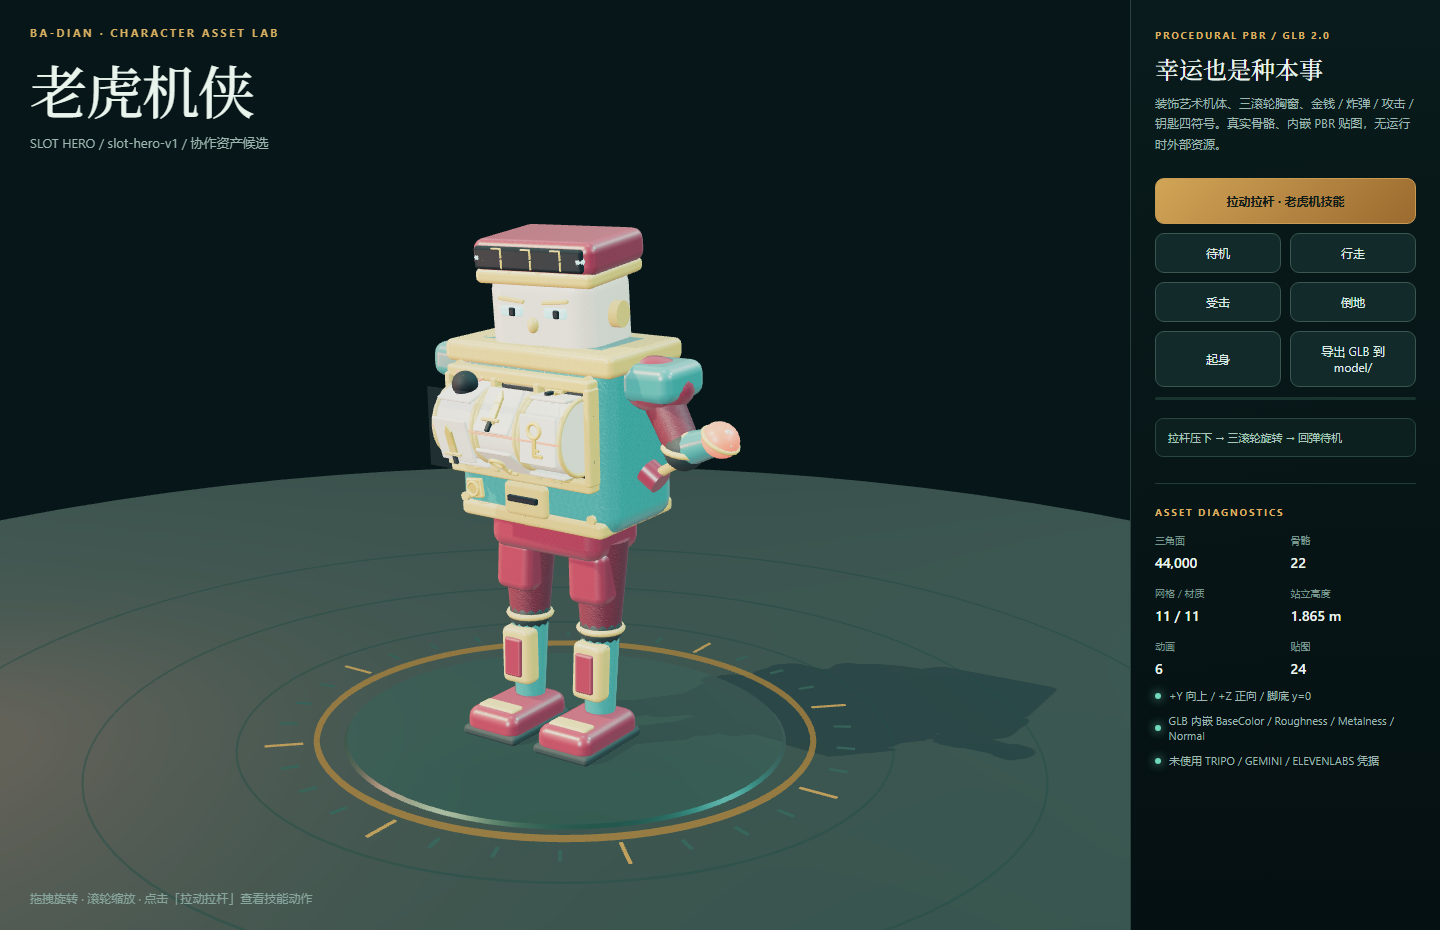 BA-DIAN · CHARACTER ASSET LAB
老虎机侠
SLOT HERO / slot-hero-v1 / 协作资产候选
拖拽旋转 · 滚轮缩放 · 点击「拉动拉杆」查看技能动作
PROCEDURAL PBR / GLB 2.0
幸运也是种本事
装饰艺术机体、三滚轮胸窗、金钱 / 炸弹 / 攻击 /
钥匙四符号。真实骨骼、内嵌 PBR 贴图，无运行
时外部资源。
拉动拉杆 · 老虎机技能
待机
行走
受击
倒地
起身
导出 GLB 到
model/
拉杆压下 → 三滚轮旋转 → 回弹待机
ASSET DIAGNOSTICS
三角面
骨骼
44,000
22
网格 / 材质
站立高度
11 / 11
1.865 m
动画
贴图
6
24
+Y 向上 / +Z 正向 / 脚底 y=0
GLB 内嵌 BaseColor / Roughness / Metalness /
Normal
未使用 TRIPO / GEMINI / ELEVENLABS 凭据